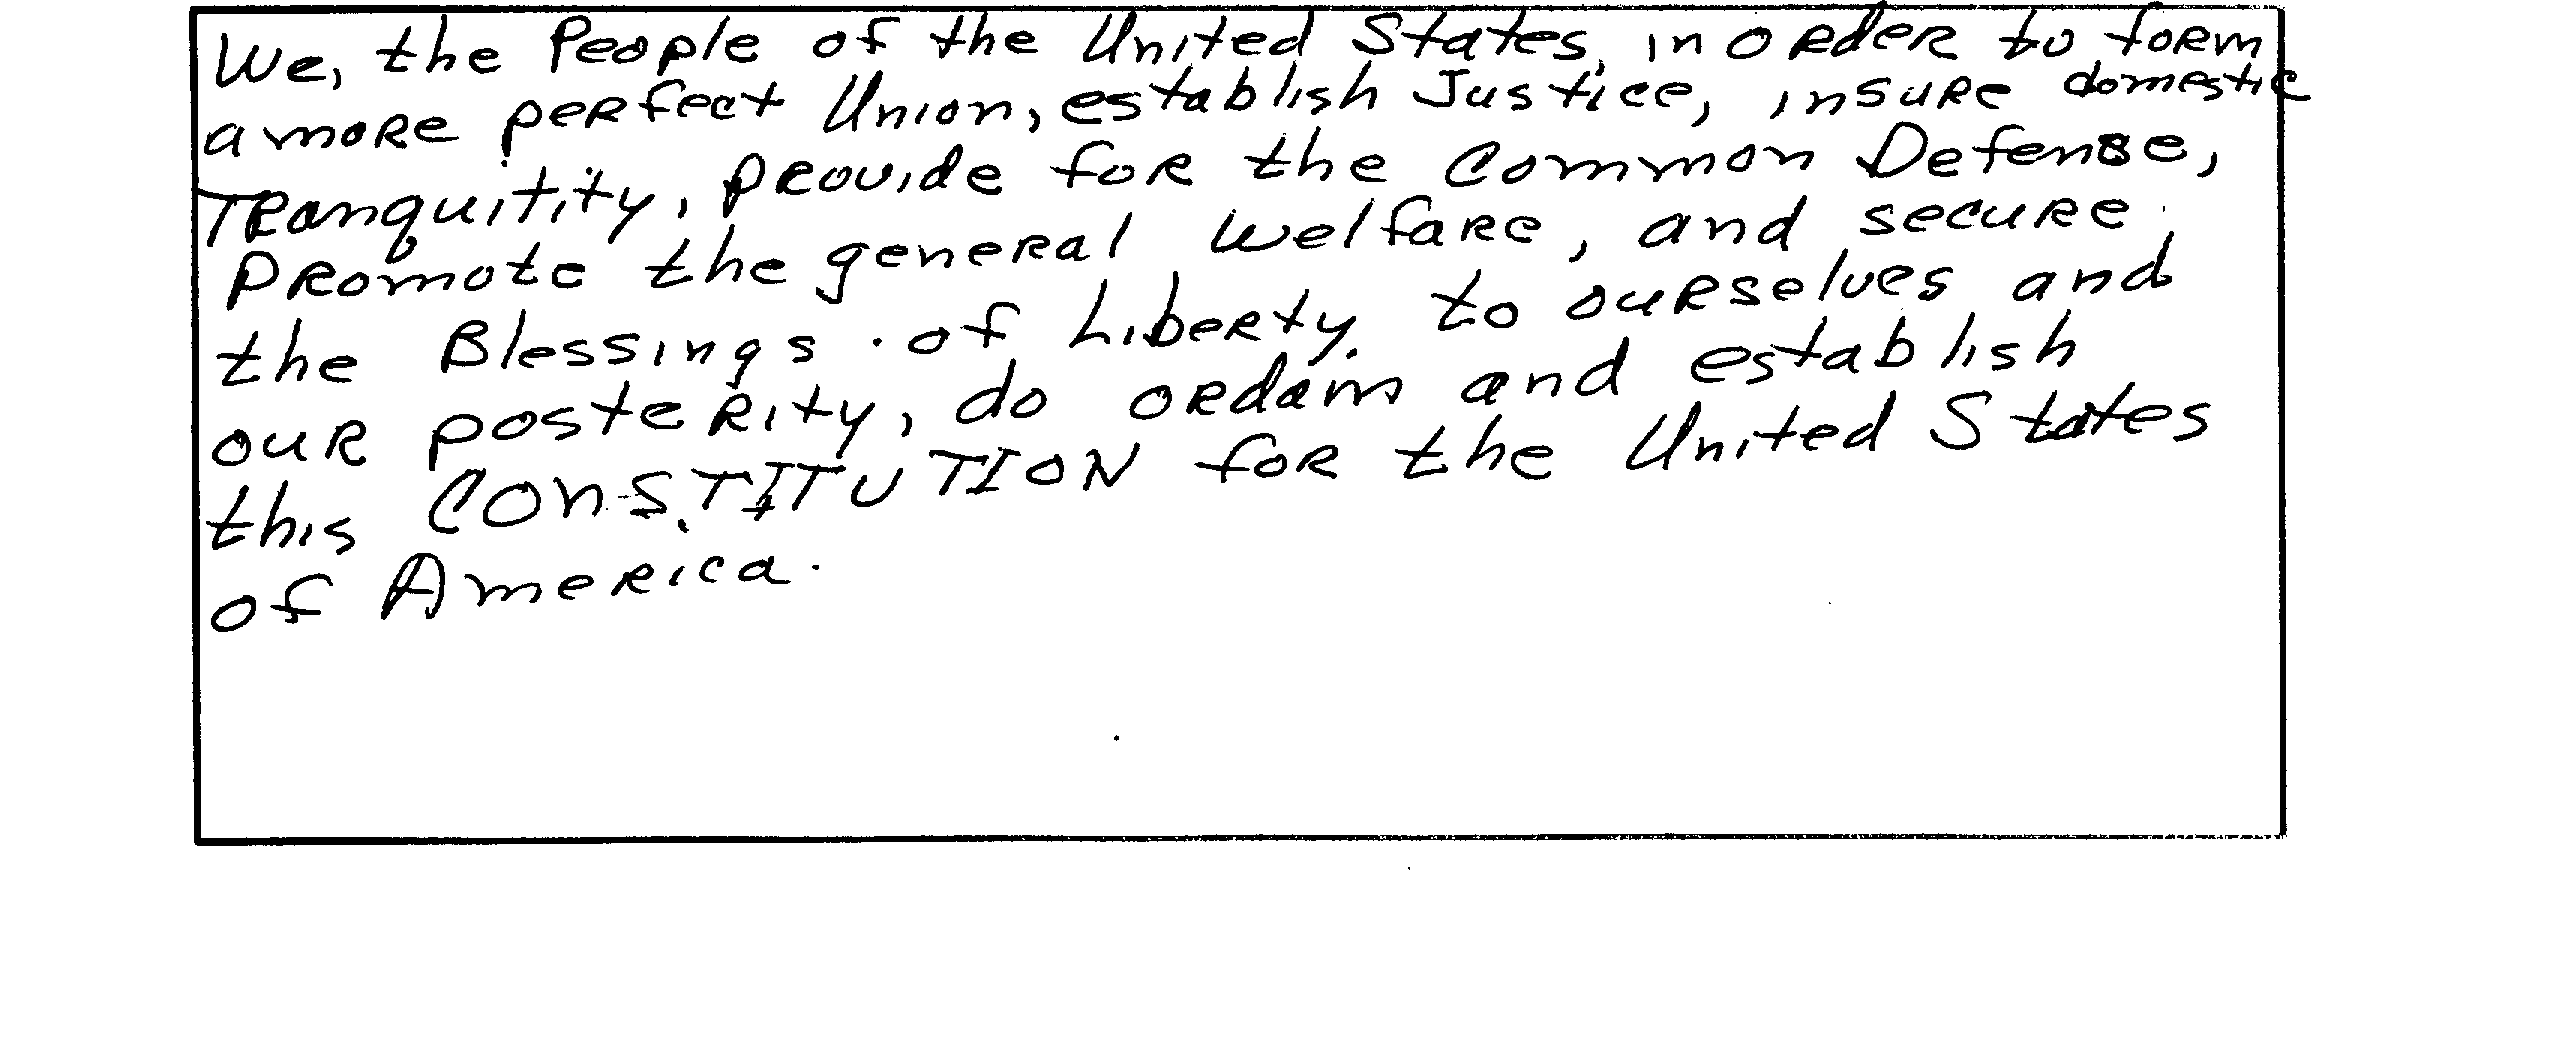 We, the People of the United States, in order to form
a more perfect Union, establish Justice, insure domestic
Tranquitity, provide for the Common Defense,
promote the general welfare, and secure
the Blessings of Liberty to ourselves and
our posterity, do ordain and establish
this CONSTITUTION for the United States
of America.